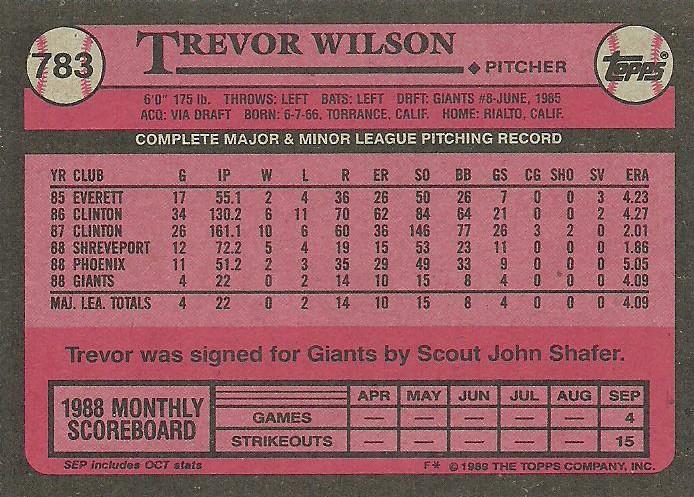 783
TREVOR WILSON
PITCHER
topps®
6'0" 175 lb. THROWS: LEFT BATS: LEFT DRFT: GIANTS #8-JUNE, 1985
ACQ: VIA DRAFT BORN: 6-7-66, TORRANCE, CALIF. HOME: RIALTO, CALIF.
COMPLETE MAJOR & MINOR LEAGUE PITCHING RECORD
YR CLUB G IP W L R ER SO BB GS CG SHO SV ERA
85 EVERETT 17 55.1 2 4 36 26 50 26 7 0 0 3 4.23
86 CLINTON 34 130.2 6 11 70 62 84 64 21 0 0 2 4.27
87 CLINTON 26 161.1 10 6 60 36 146 77 26 3 2 0 2.01
88 SHREVEPORT 12 72.2 5 4 19 15 53 23 11 0 0 0 1.86
88 PHOENIX 11 51.2 2 3 35 29 49 33 9 0 0 0 5.05
88 GIANTS 4 22 0 2 14 10 15 8 4 0 0 0 4.09
MAJ. LEA. TOTALS 4 22 0 2 14 10 15 8 4 0 0 0 4.09
Trevor was signed for Giants by Scout John Shafer.
1988 MONTHLY
SCOREBOARD
APR MAY JUN JUL AUG SEP
GAMES — — — — — 4
STRIKEOUTS — — — — — 15
SEP includes OCT stats
F* © 1989 THE TOPPS COMPANY, INC.